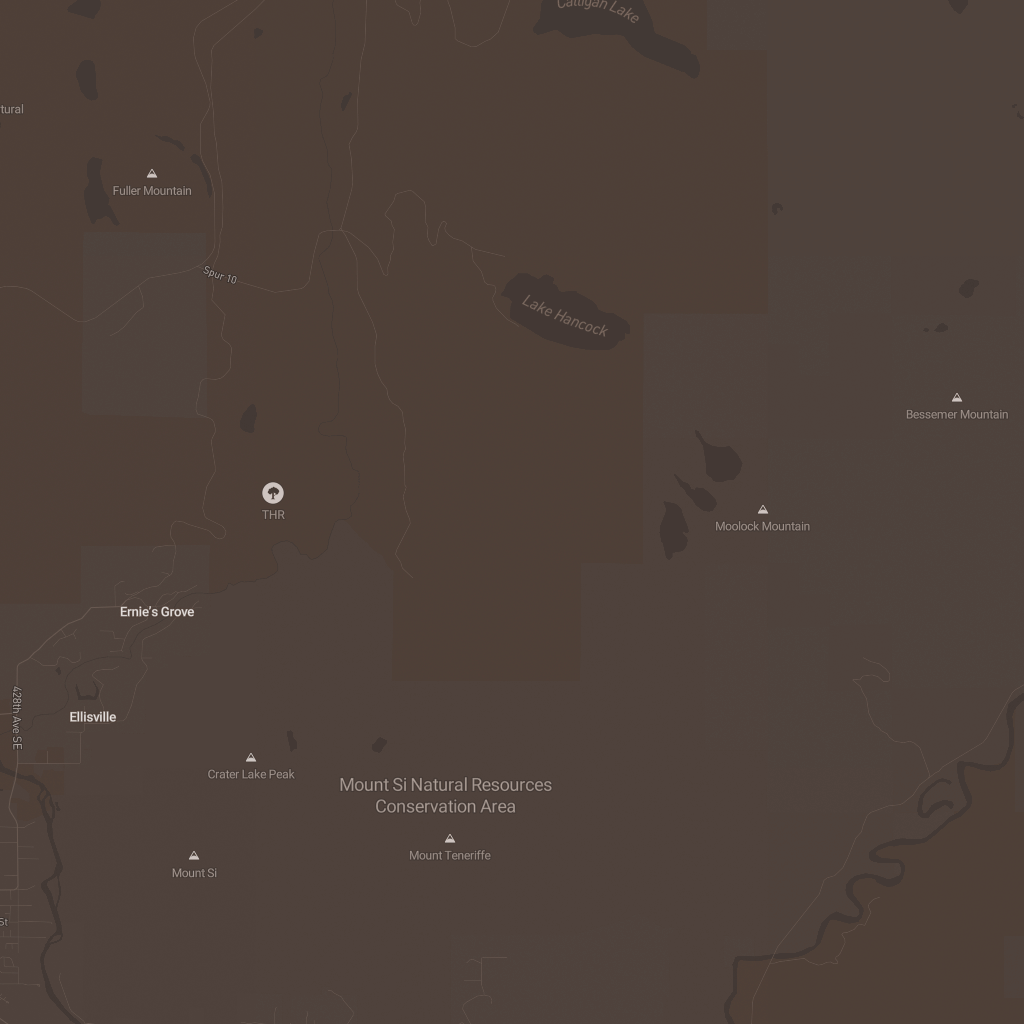 Calligan Lake
tural
Fuller Mountain
Spur 10
Lake Hancock
Bessemer Mountain
THR
Moolock Mountain
Ernie’s Grove
428th Ave SE
Ellisville
Crater Lake Peak
Mount Si Natural Resources
Conservation Area
Mount Teneriffe
Mount Si
St